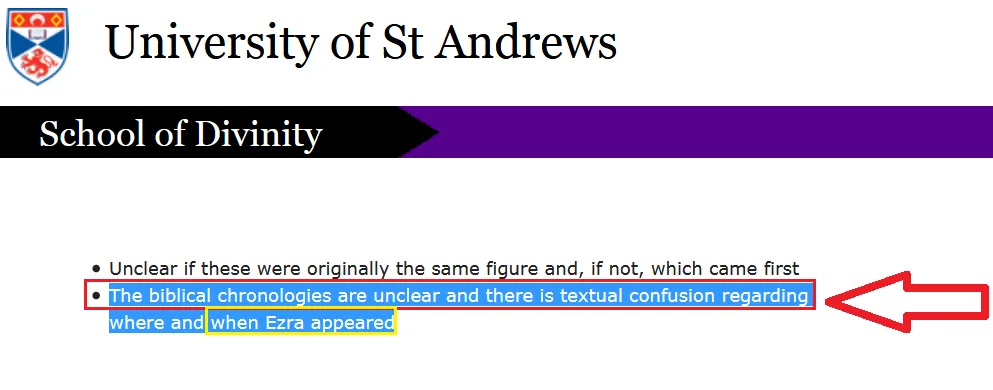 University of St Andrews
School of Divinity
• Unclear if these were originally the same figure and, if not, which came first
• The biblical chronologies are unclear and there is textual confusion regarding
where and when Ezra appeared